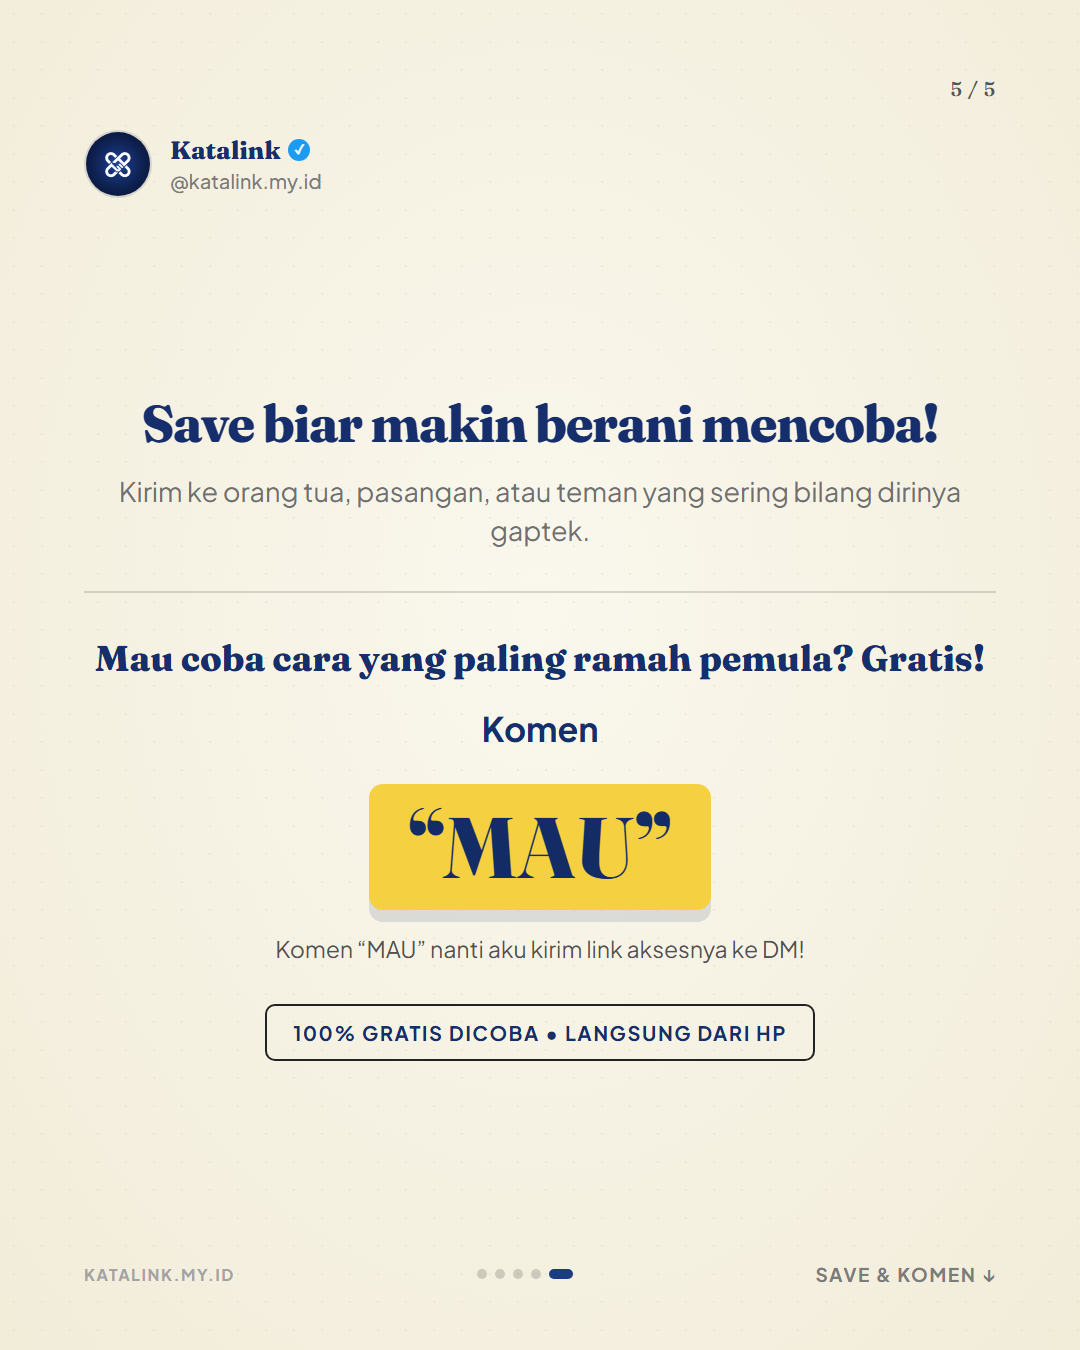 5 / 5
Katalink
@katalink.my.id
Save biar makin berani mencoba!
Kirim ke orang tua, pasangan, atau teman yang sering bilang dirinya
gaptek.
Mau coba cara yang paling ramah pemula? Gratis!
Komen
“MAU”
Komen “MAU” nanti aku kirim link aksesnya ke DM!
100% GRATIS DICOBA ● LANGSUNG DARI HP
KATALINK.MY.ID
SAVE & KOMEN ↓